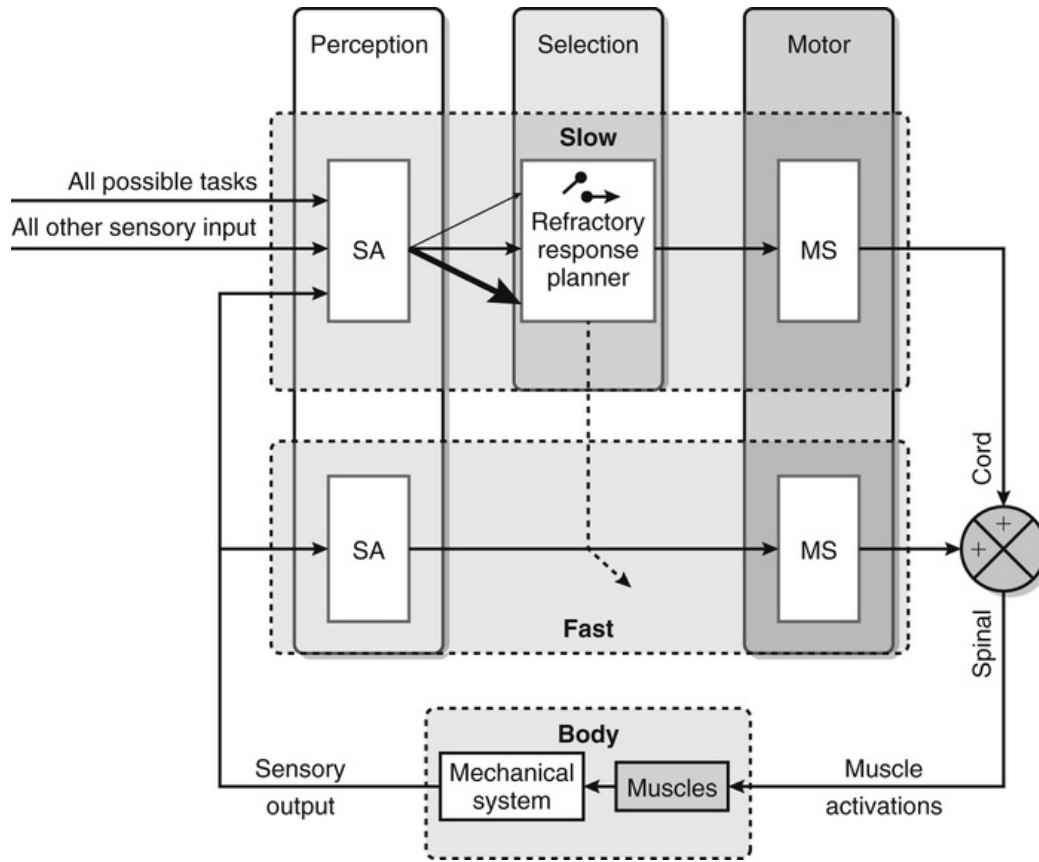 Perception
Selection
Motor
Slow
All possible tasks
All other sensory input
SA
Refractory
response
planner
MS
Cord
SA
MS
+
+
Fast
Spinal
Body
Sensory
output
Mechanical
system
Muscles
Muscle
activations